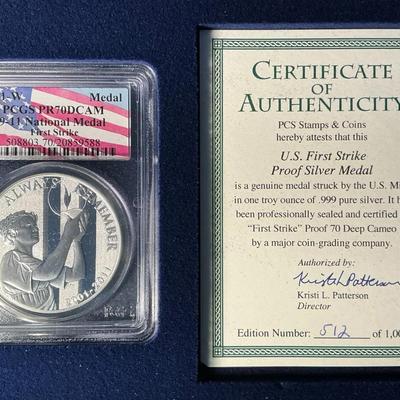 1-W Medal
PCGS PR70DCAM
9-11 National Medal
First Strike
508803.70/20859588
ALWAYS REMEMBER
2001-2011
CERTIFICATE
OF
AUTHENTICITY
PCS Stamps & Coins
hereby attests that this
U.S. First Strike
Proof Silver Medal
is a genuine medal struck by the U.S. Mi
in one troy ounce of .999 pure silver. It h
been professionally sealed and certified
"First Strike" Proof 70 Deep Cameo
by a major coin-grading company.
Authorized by:
Kristi L Patterson
Kristi L. Patterson
Director
Edition Number: 512 of 1,00